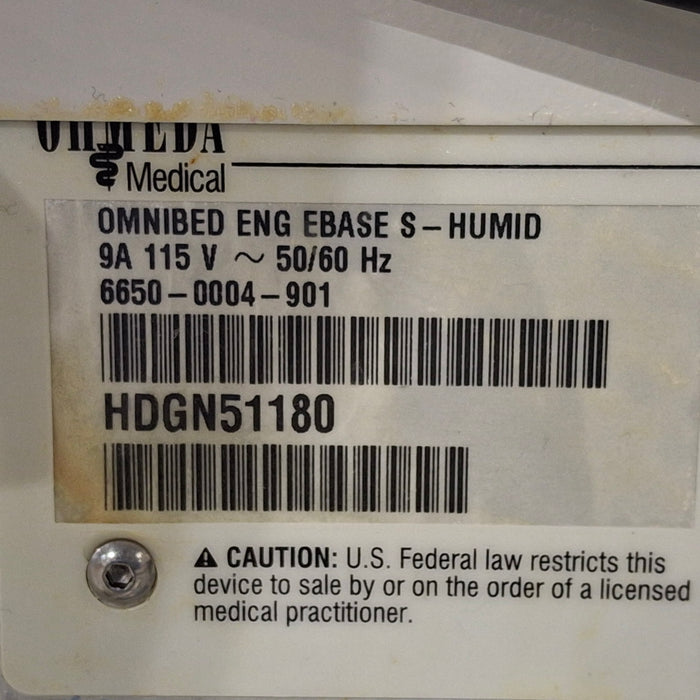 OHMEDA
Medical
OMNIBED ENG EBASE S-HUMID
9A 115 V ~ 50/60 Hz
6650-0004-901
HDGN51180
⚠ CAUTION: U.S. Federal law restricts this
device to sale by or on the order of a licensed
medical practitioner.